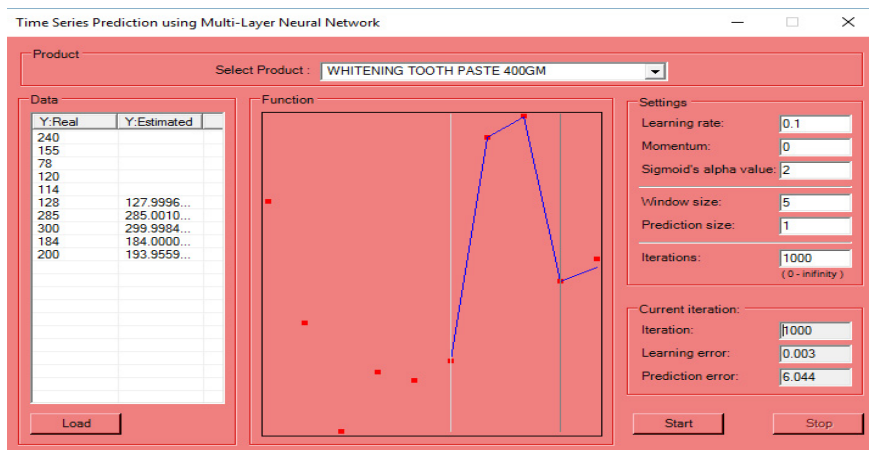 Time Series Prediction using Multi-Layer Neural Network
Product
Select Product : WHITENING TOOTH PASTE 400GM
Data
Y:Real Y:Estimated
240
155
78
120
114
128 127.9996...
285 285.0010...
300 299.9984...
184 184.0000...
200 193.9559...
Load
Function
Settings
Learning rate: 0.1
Momentum: 0
Sigmoid's alpha value: 2
Window size: 5
Prediction size: 1
Iterations: 1000
( 0 - inifinity )
Current iteration:
Iteration: 1000
Learning error: 0.003
Prediction error: 6.044
Start Stop